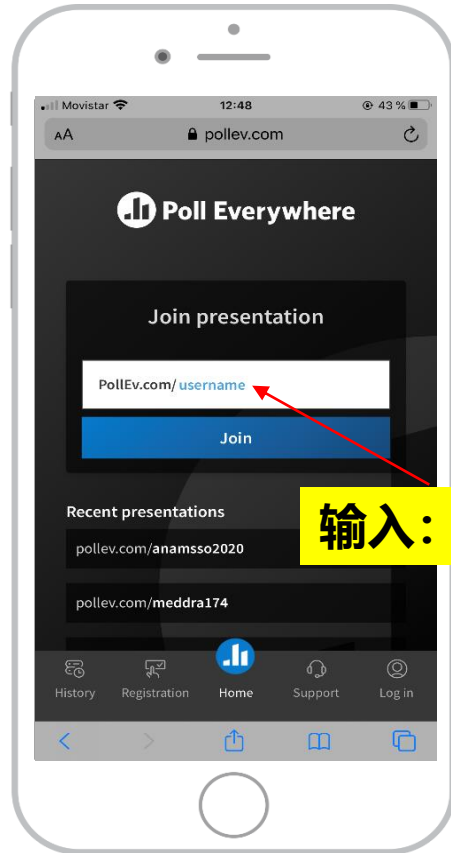 Movistar 12:48 43 %
AA pollev.com
Poll Everywhere
Join presentation
PollEv.com/username
Join
输入：
Recent presentations
pollev.com/anamsso2020
pollev.com/meddra174
History Registration Home Support Log in